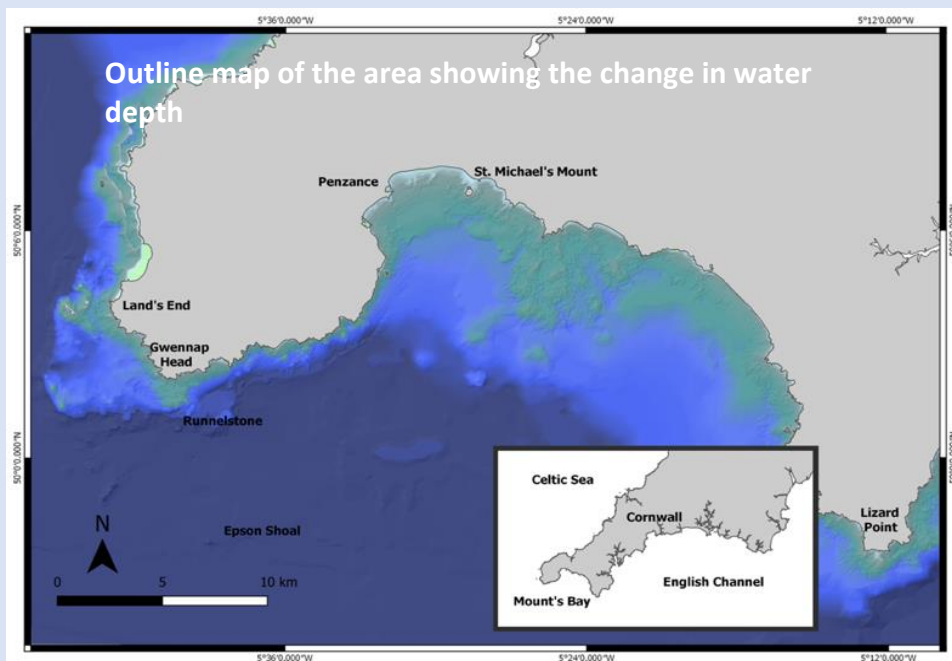 5°36'0.000"W
5°24'0.000"W
5°12'0.000"W
Outline map of the area showing the change in water
depth
St. Michael's Mount
Penzance
50°6'0.000"N
Land's End
Gwennap
Head
Runnelstone
50°0'0.000"N
Celtic Sea
Cornwall
Lizard
Point
N
Epson Shoal
English Channel
0
5
10 km
Mount's Bay
5°36'0.000"W
5°24'0.000"W
5°12'0.000"W